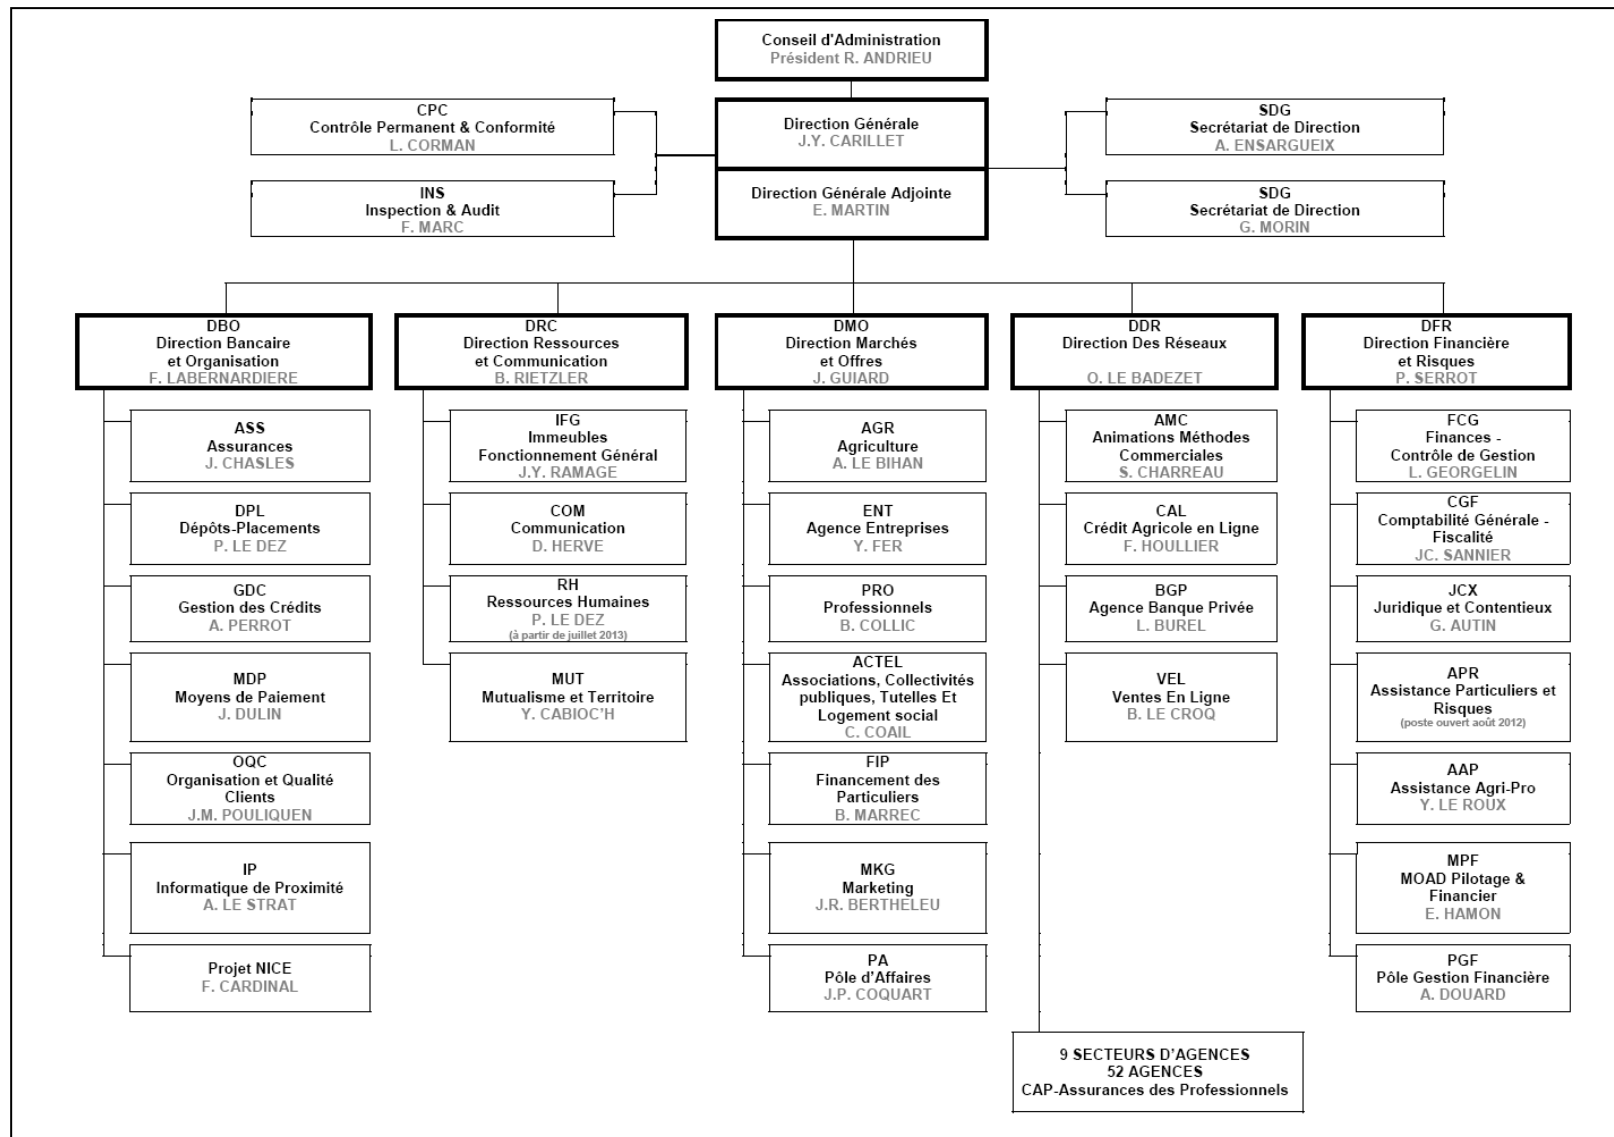 Conseil d'Administration
Président R. ANDRIEU
CPC
Contrôle Permanent & Conformité
L. CORMAN
Direction Générale
J.Y. CARILLET
SDG
Secrétariat de Direction
A. ENSARGUEIX
INS
Inspection & Audit
F. MARC
Direction Générale Adjointe
E. MARTIN
SDG
Secrétariat de Direction
G. MORIN
DBO
Direction Bancaire
et Organisation
F. LABERNARDIERE
DRC
Direction Ressources
et Communication
B. RIETZLER
DMO
Direction Marchés
et Offres
J. GUIARD
DDR
Direction Des Réseaux
O. LE BADEZET
DFR
Direction Financière
et Risques
P. SERROT
ASS
Assurances
J. CHASLES
DPL
Dépôts-Placements
P. LE DEZ
GDC
Gestion des Crédits
A. PERROT
MDP
Moyens de Paiement
J. DULIN
OQC
Organisation et Qualité
Clients
J.M. POULIQUEN
IP
Informatique de Proximité
A. LE STRAT
Projet NICE
F. CARDINAL
IFG
Immeubles
Fonctionnement Général
J.Y. RAMAGE
COM
Communication
D. HERVE
RH
Ressources Humaines
P. LE DEZ
(à partir de juillet 2013)
MUT
Mutualisme et Territoire
Y. CABIOC’H
AGR
Agriculture
A. LE BIHAN
ENT
Agence Entreprises
Y. FER
PRO
Professionnels
B. COLLIC
ACTEL
Associations, Collectivités
publiques, Tutelles Et
Logement social
C. COAIL
FIP
Financement des
Particuliers
B. MARREC
MKG
Marketing
J.R. BERTHELEU
PA
Pôle d’Affaires
J.P. COQUART
AMC
Animations Méthodes
Commerciales
S. CHARREAU
CAL
Crédit Agricole en Ligne
F. HOULLIER
BGP
Agence Banque Privée
L. BUREL
VEL
Ventes En Ligne
B. LE CROQ
9 SECTEURS D’AGENCES
52 AGENCES
CAP-Assurances des Professionnels
FCG
Finances -
Contrôle de Gestion
L. GEORGELIN
CGF
Comptabilité Générale -
Fiscalité
JC. SANNIER
JCX
Juridique et Contentieux
G. AUTIN
APR
Assistance Particuliers et
Risques
(poste ouvert août 2012)
AAP
Assistance Agri-Pro
Y. LE ROUX
MPF
MOAD Pilotage &
Financier
E. HAMON
PGF
Pôle Gestion Financière
A. DOUARD